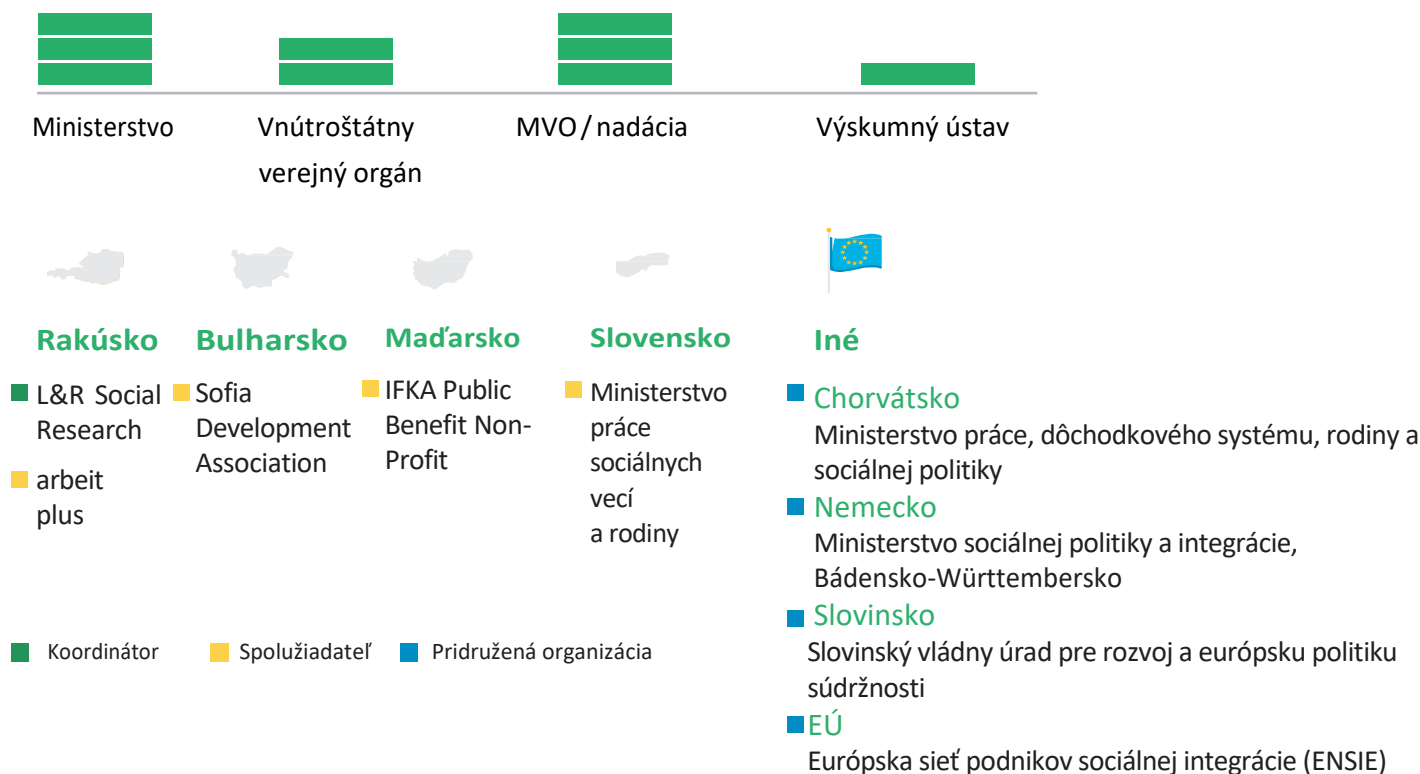 Ministerstvo
Vnútroštátny
verejný orgán
MVO / nadácia
Výskumný ústav
Rakúsko
L&R Social
Research
arbeit
plus
Bulharsko
Sofia
Development
Association
Maďarsko
IFKA Public
Benefit Non-
Profit
Slovensko
Ministerstvo
práce
sociálnych
vecí
a rodiny
Iné
Chorvátsko
Ministerstvo práce, dôchodkového systému, rodiny a
sociálnej politiky
Nemecko
Ministerstvo sociálnej politiky a integrácie,
Bádensko-Württembersko
Slovinsko
Slovinský vládny úrad pre rozvoj a európsku politiku
súdržnosti
EÚ
Európska sieť podnikov sociálnej integrácie (ENSIE)
Koordinátor
Spolužiadateľ
Pridružená organizácia